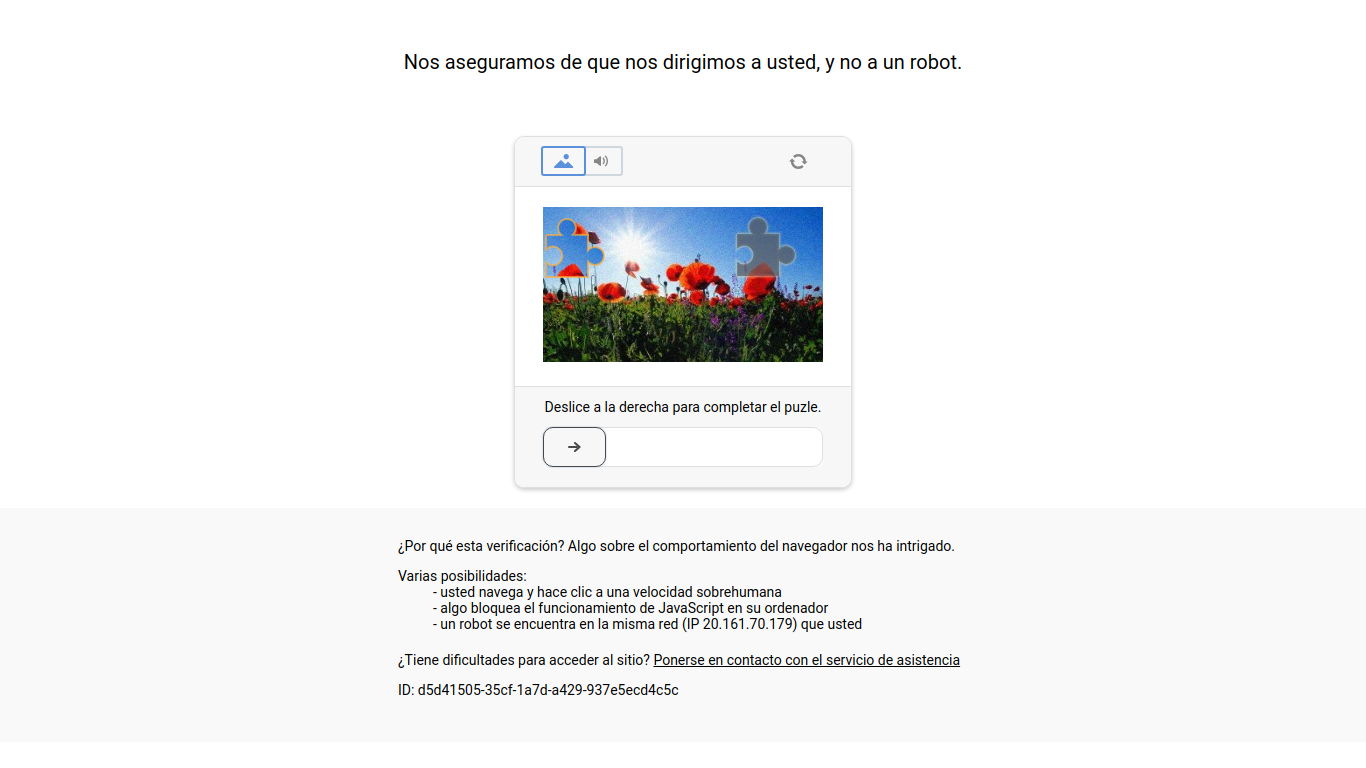 Nos aseguramos de que nos dirigimos a usted, y no a un robot.
Deslice a la derecha para completar el puzle.
¿Por qué esta verificación? Algo sobre el comportamiento del navegador nos ha intrigado.
Varias posibilidades:
- usted navega y hace clic a una velocidad sobrehumana
- algo bloquea el funcionamiento de JavaScript en su ordenador
- un robot se encuentra en la misma red (IP 20.161.70.179) que usted
¿Tiene dificultades para acceder al sitio? Ponerse en contacto con el servicio de asistencia
ID: d5d41505-35cf-1a7d-a429-937e5ecd4c5c